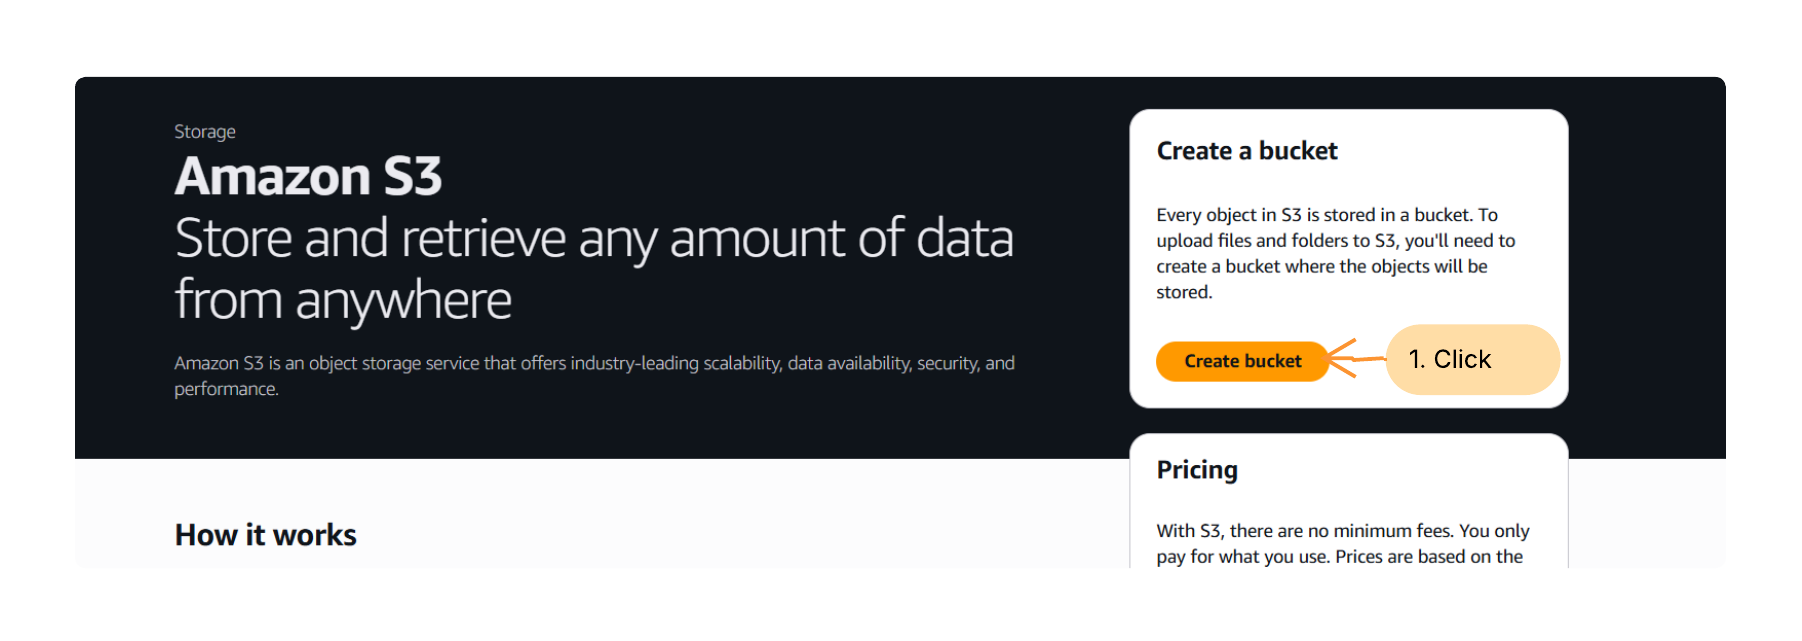 Storage
Amazon S3
Store and retrieve any amount of data
from anywhere
Amazon S3 is an object storage service that offers industry-leading scalability, data availability, security, and
performance.
Create a bucket
Every object in S3 is stored in a bucket. To
upload files and folders to S3, you'll need to
create a bucket where the objects will be
stored.
Create bucket
1. Click
How it works
Pricing
With S3, there are no minimum fees. You only
pay for what you use. Prices are based on the